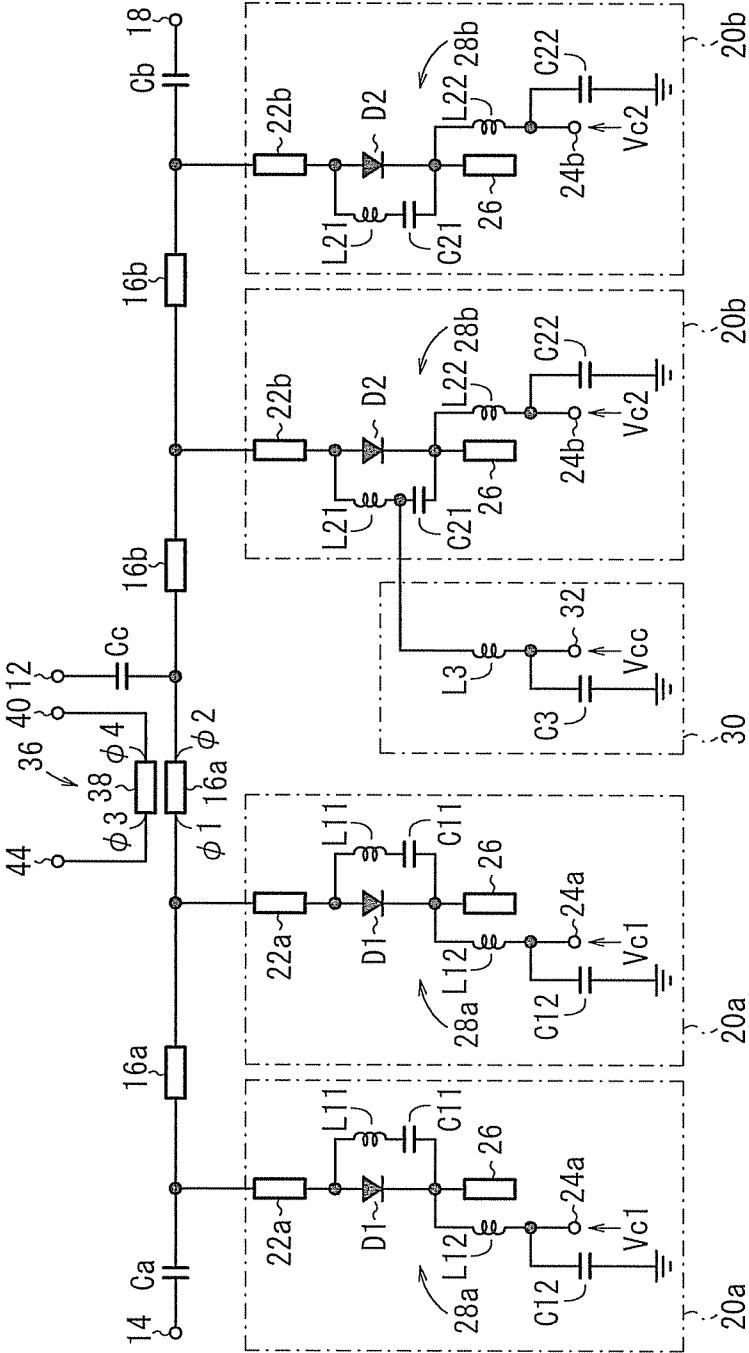 14
Ca
16a
44
36
φ3
38
φ4
40
12
Cc
φ1
16a
φ2
16b
16b
Cb
18
20a
22a
D1
L11
C11
28a
26
L12
C12
24a
Vc1
20a
22a
D1
L11
C11
28a
26
L12
C12
24a
Vc1
30
L3
C3
32
Vcc
20b
22b
L21
D2
C21
28b
26
L22
C22
24b
Vc2
20b
22b
L21
D2
C21
28b
26
L22
C22
24b
Vc2